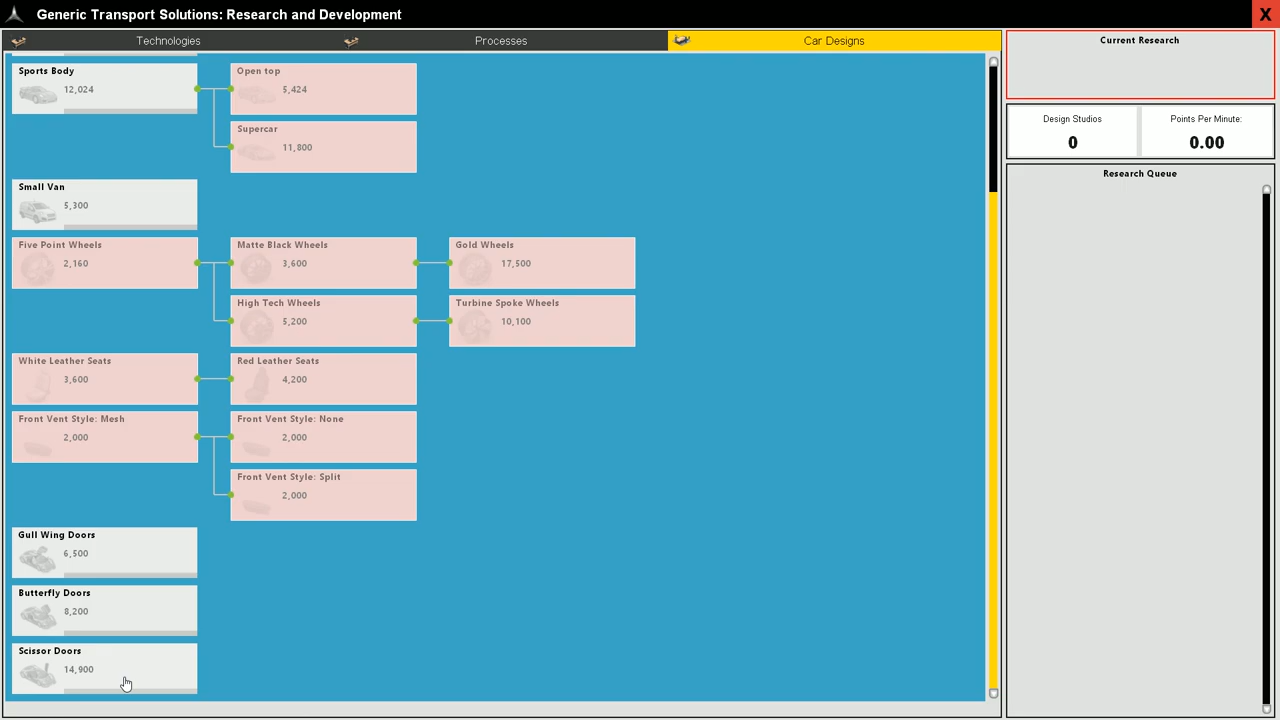 Generic Transport Solutions: Research and Development
X
Technologies
Processes
Car Designs
Current Research
Sports Body
12,024
Open top
5,424
Supercar
11,800
Design Studios
0
Points Per Minute:
0.00
Research Queue
Small Van
5,300
Five Point Wheels
2,160
Matte Black Wheels
3,600
Gold Wheels
17,500
High Tech Wheels
5,200
Turbine Spoke Wheels
10,100
White Leather Seats
3,600
Red Leather Seats
4,200
Front Vent Style: Mesh
2,000
Front Vent Style: None
2,000
Front Vent Style: Split
2,000
Gull Wing Doors
6,500
Butterfly Doors
8,200
Scissor Doors
14,900